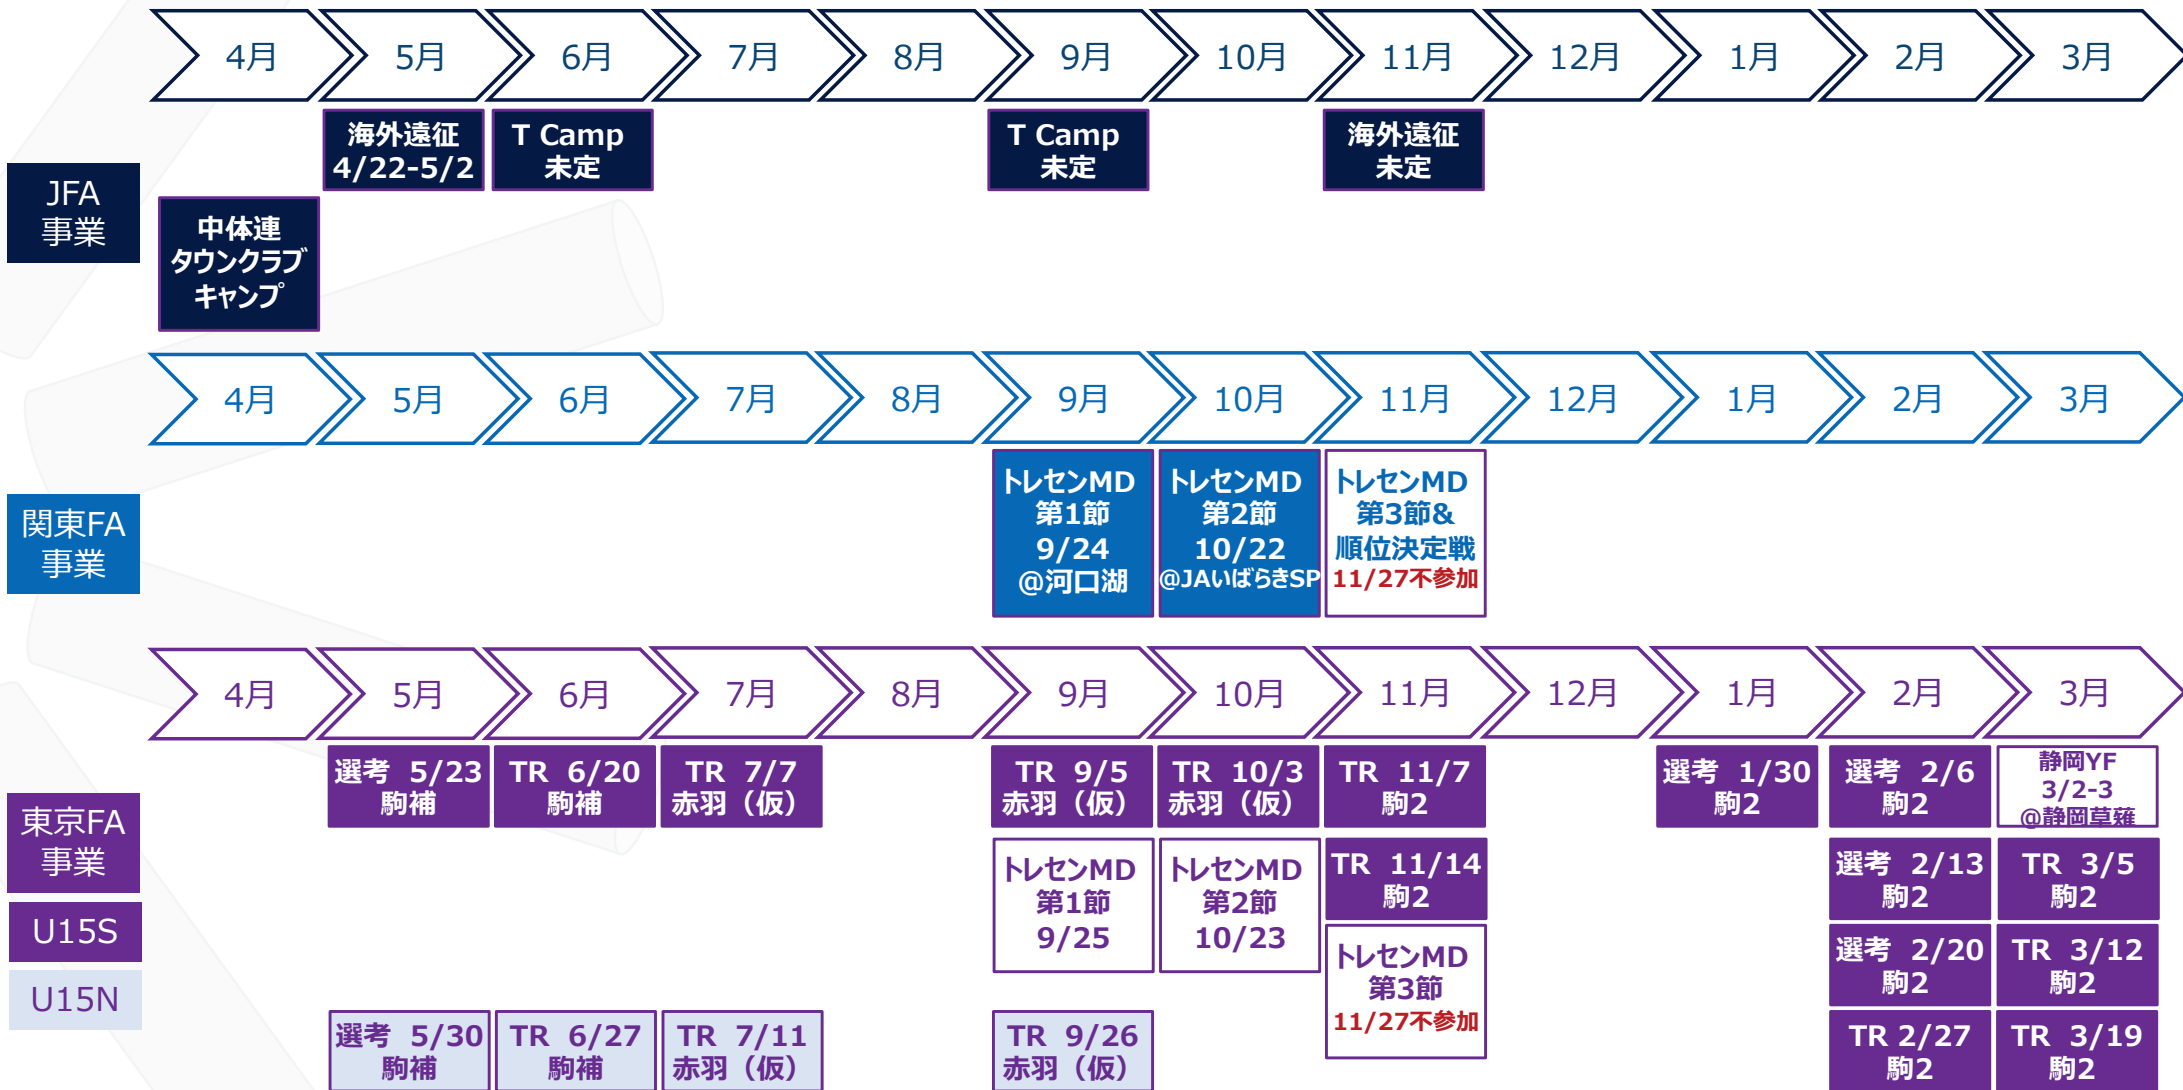 4月 5月 6月 7月 8月 9月 10月 11月 12月 1月 2月 3月
JFA
事業
海外遠征
4/22-5/2
T Camp
未定
T Camp
未定
海外遠征
未定
中体連
タウンクラブ
キャンプ
4月 5月 6月 7月 8月 9月 10月 11月 12月 1月 2月 3月
関東FA
事業
トレセンMD
第1節
9/24
@河口湖
トレセンMD
第2節
10/22
@JAいばらきSP
トレセンMD
第3節&
順位決定戦
11/27不参加
4月 5月 6月 7月 8月 9月 10月 11月 12月 1月 2月 3月
東京FA
事業
U15S
U15N
選考 5/23
駒補
TR 6/20
駒補
TR 7/7
赤羽（仮）
TR 9/5
赤羽（仮）
TR 10/3
赤羽（仮）
TR 11/7
駒2
選考 1/30
駒2
選考 2/6
駒2
静岡YF
3/2-3
@静岡草薙
トレセンMD
第1節
9/25
トレセンMD
第2節
10/23
TR 11/14
駒2
選考 2/13
駒2
TR 3/5
駒2
トレセンMD
第3節
11/27不参加
選考 2/20
駒2
TR 3/12
駒2
選考 5/30
駒補
TR 6/27
駒補
TR 7/11
赤羽（仮）
TR 9/26
赤羽（仮）
TR 2/27
駒2
TR 3/19
駒2